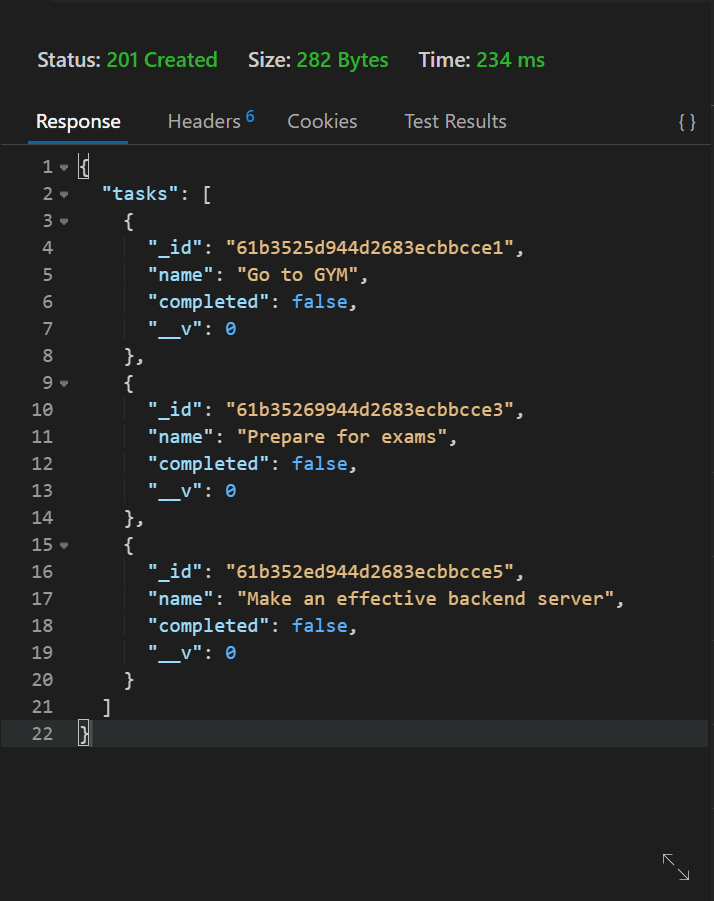 Status: 201 Created Size: 282 Bytes Time: 234 ms
Response Headers 6 Cookies Test Results { }
1 {
2 "tasks": [
3 {
4 "_id": "61b3525d944d2683ecbbcce1",
5 "name": "Go to GYM",
6 "completed": false,
7 "__v": 0
8 },
9 {
10 "_id": "61b35269944d2683ecbbcce3",
11 "name": "Prepare for exams",
12 "completed": false,
13 "__v": 0
14 },
15 {
16 "_id": "61b352ed944d2683ecbbcce5",
17 "name": "Make an effective backend server",
18 "completed": false,
19 "__v": 0
20 }
21 ]
22 }